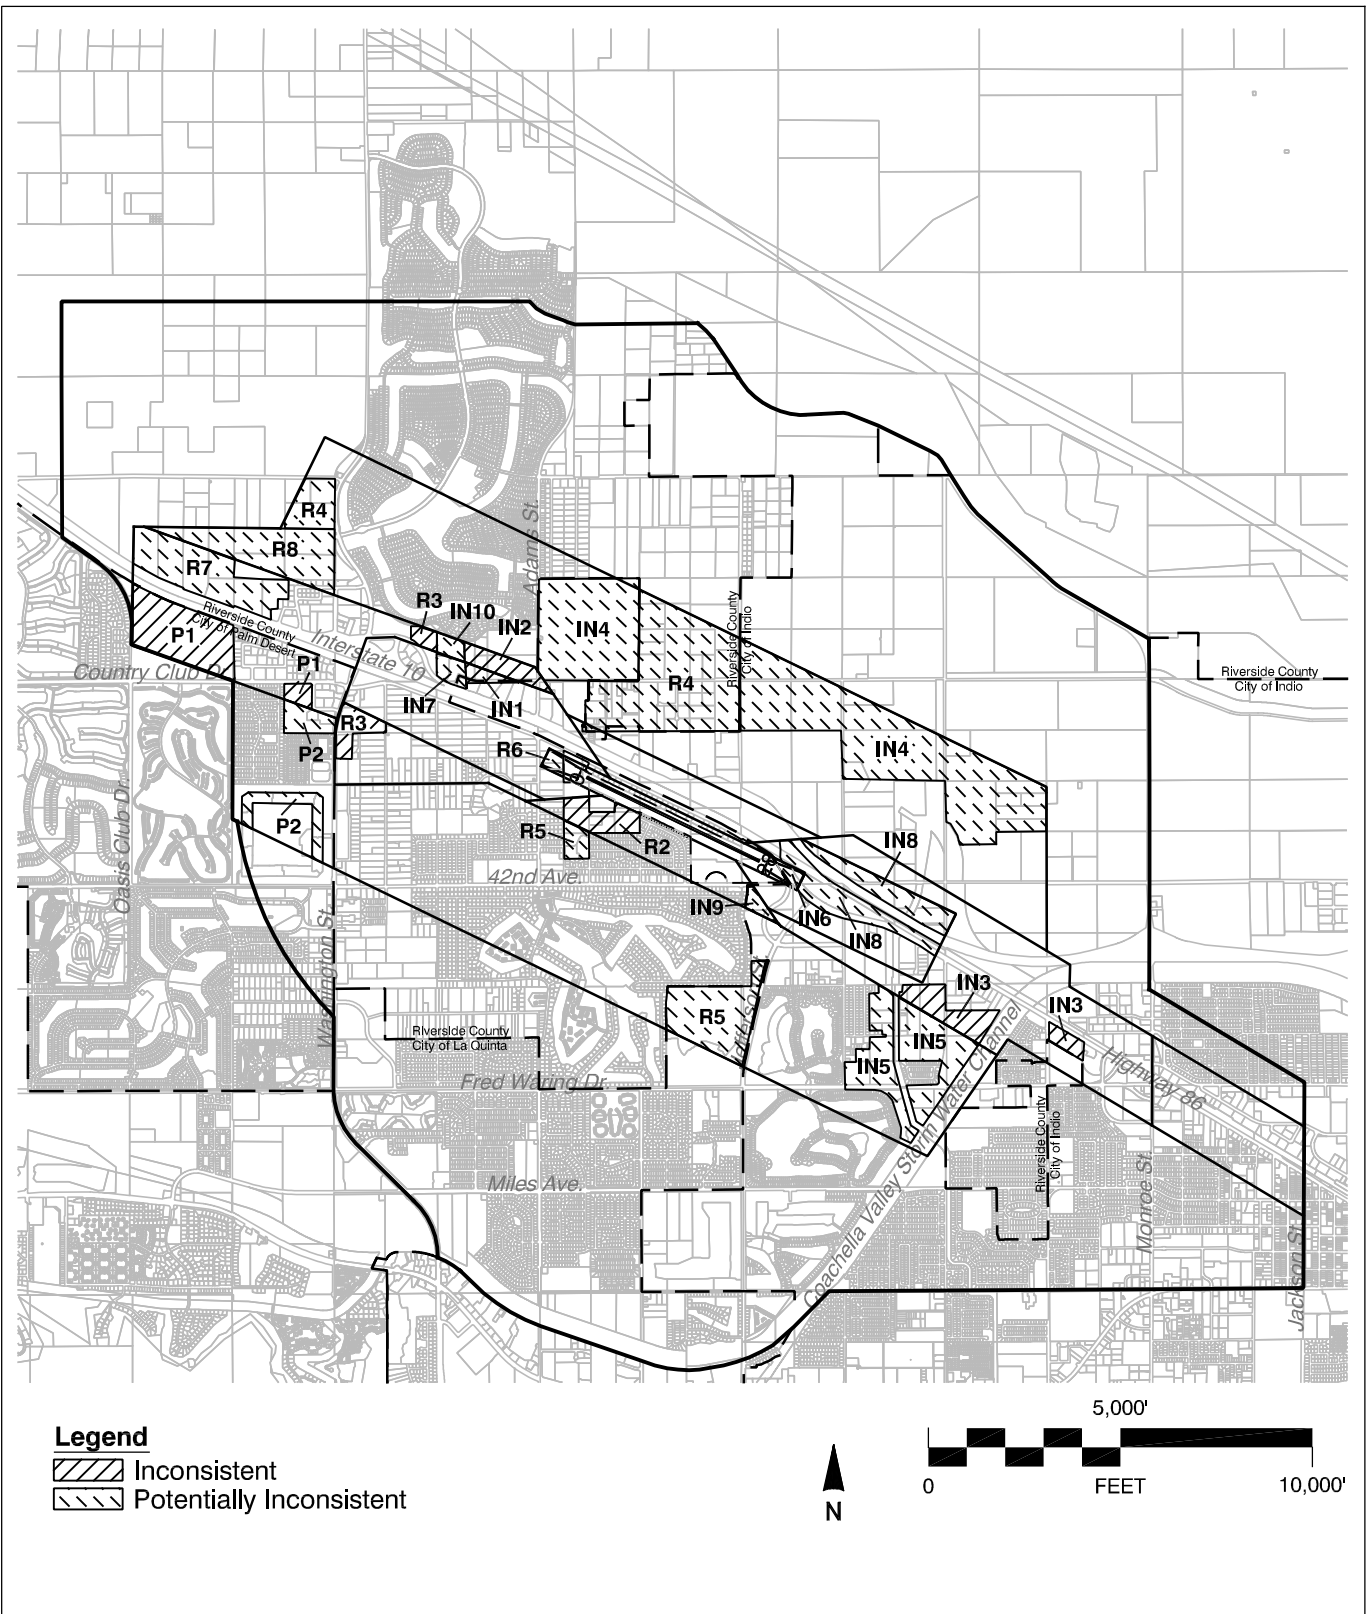 R4
R8
R7
Adams St.
R3
IN10
IN2
IN4
Riverside County
City of Palm Desert
P1
Interstate 10
Riverside County
City of Indio
Riverside County
City of Indio
Country Club Dr.
P1
R4
IN7
IN1
R3
P2
R6
IN4
Oasis Club Dr.
P2
R5
R2
IN8
42nd Ave.
IN9
IN6
IN8
Washington St.
IN3
IN3
R5
IN5
Riverside County
City of La Quinta
IN5
Highway 86
Fred Waring Dr.
Riverside County
City of Indio
Miles Ave.
Coachella Valley Storm Water Channel
Monroe St.
Jackson St.
Legend
Inconsistent
Potentially Inconsistent
N
5,000'
0
FEET
10,000'